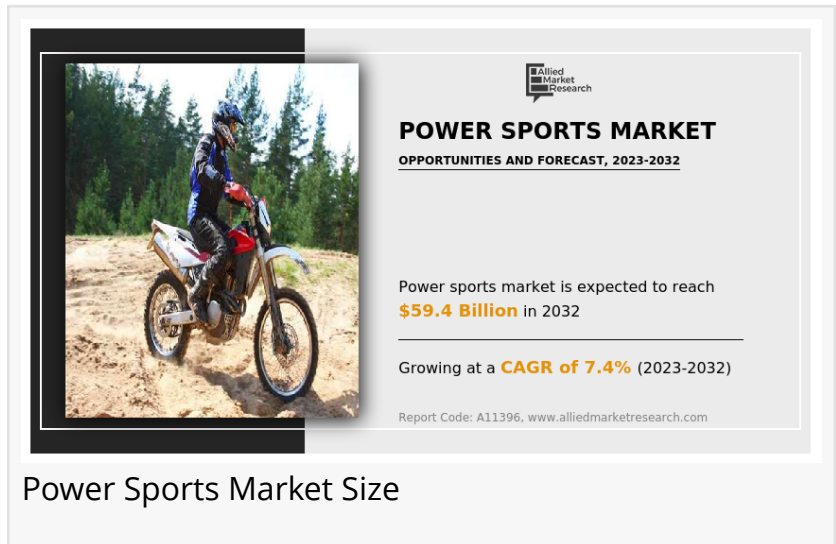 Allied
Market
Research
POWER SPORTS MARKET
OPPORTUNITIES AND FORECAST, 2023-2032
Power sports market is expected to reach
$59.4 Billion in 2032
Growing at a CAGR of 7.4% (2023-2032)
Report Code: A11396, www.alliedmarketresearch.com
Power Sports Market Size